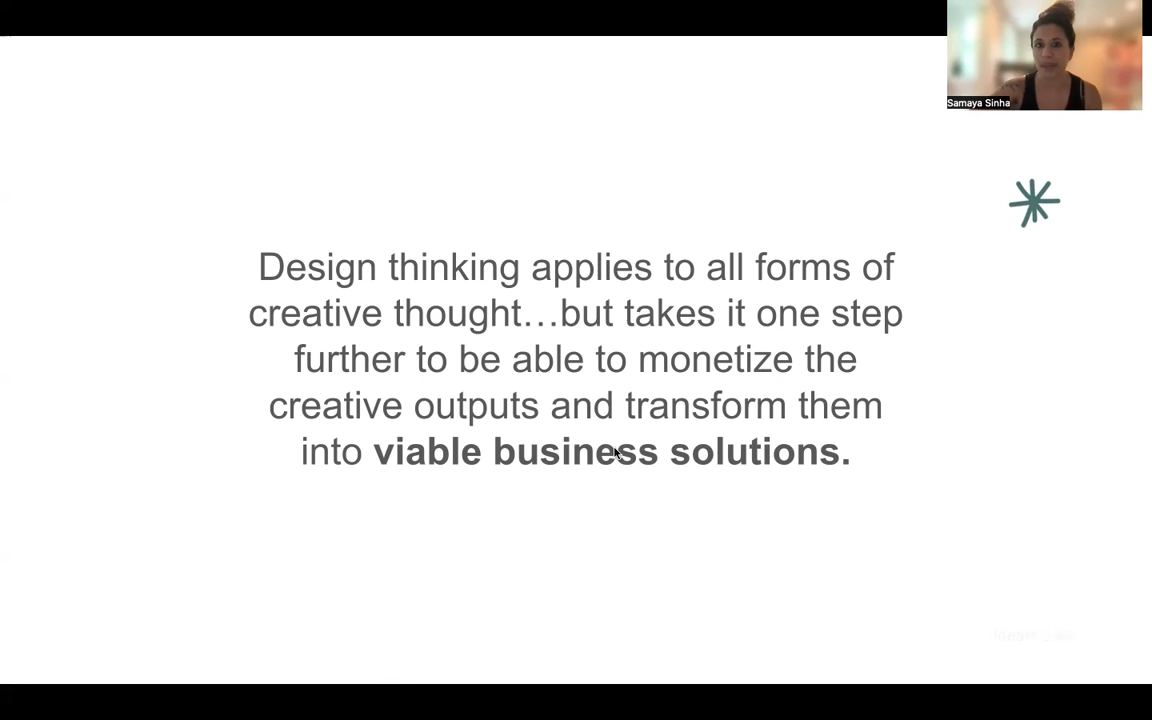 Samaya Sinha
Design thinking applies to all forms of
creative thought…but takes it one step
further to be able to monetize the
creative outputs and transform them
into viable business solutions.